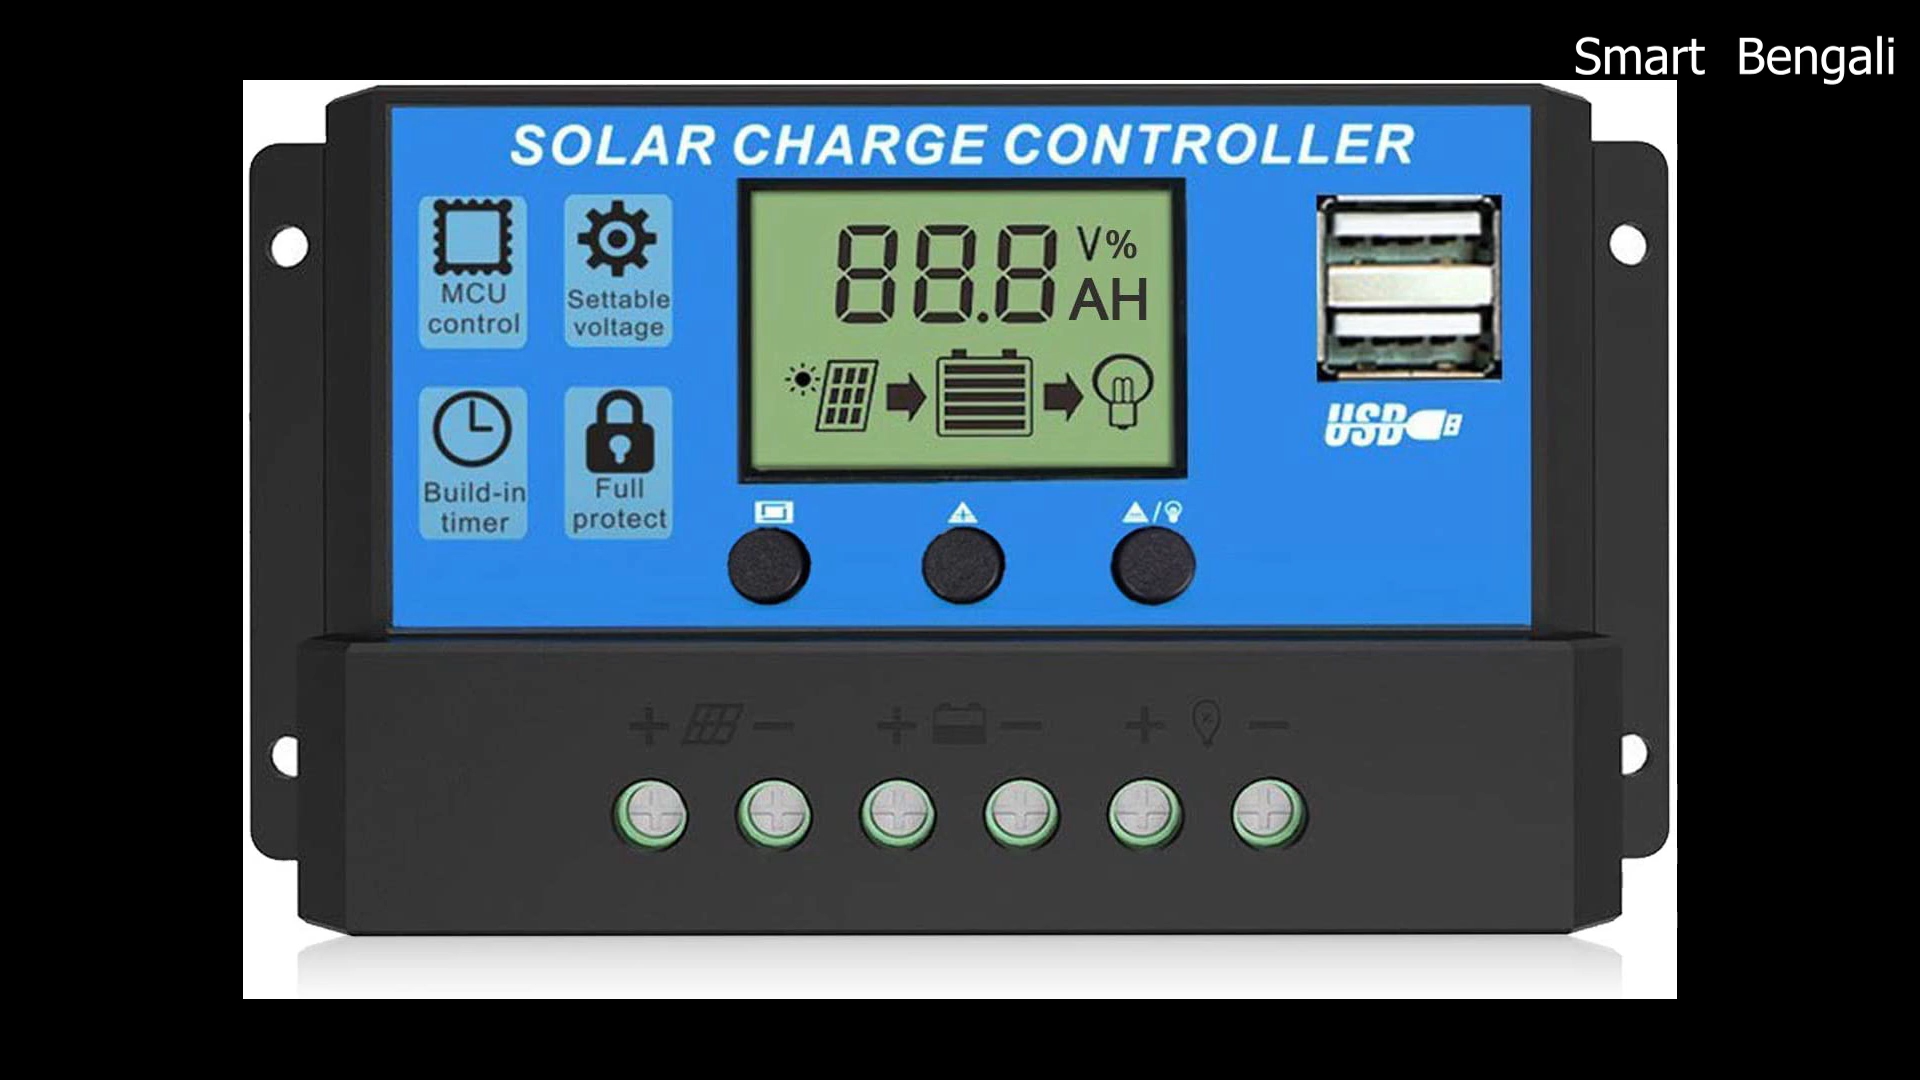 Smart Bengali
SOLAR CHARGE CONTROLLER
MCU
control
Settable
voltage
88.8 V%
AH
Build-in
timer
Full
protect
USB